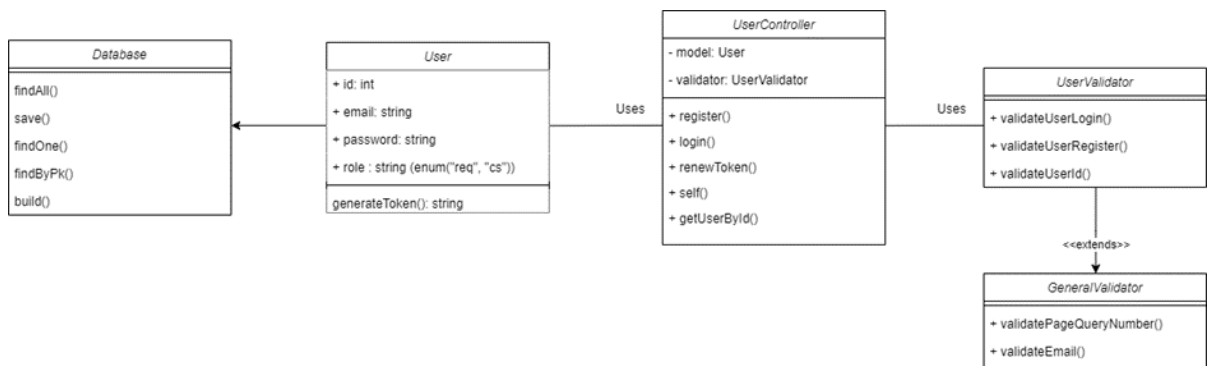 Database
findAll()
save()
findOne()
findByPk()
build()
User
+ id: int
+ email: string
+ password: string
+ role : string (enum("req", "cs"))
generateToken(): string
Uses
UserController
- model: User
- validator: UserValidator
+ register()
+ login()
+ renewToken()
+ self()
+ getUserById()
Uses
UserValidator
+ validateUserLogin()
+ validateUserRegister()
+ validateUserId()
<<extends>>
GeneralValidator
+ validatePageQueryNumber()
+ validateEmail()